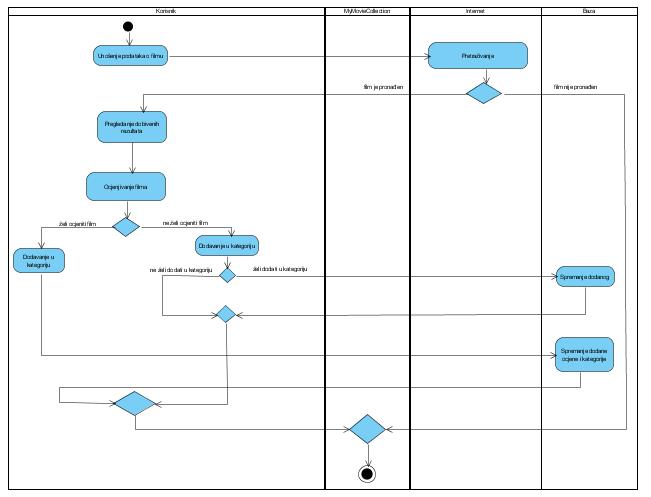 Korisnik
MyMovieCollection
Internet
Baza
Unošenje podataka o filmu
Pretraživanje
film je pronađen
film nije pronađen
Pregledanje dobivenih
rezultata
Ocjenjivanje filma
želi ocjeniti film
ne želi ocjeniti film
Dodavanje u kategoriju
Dodavanje u
kategoriju
ne želi dodati u kategoriju
želi dodati u kategoriju
Spremanje dodanog
Spremanje dodane
ocjene i kategorije